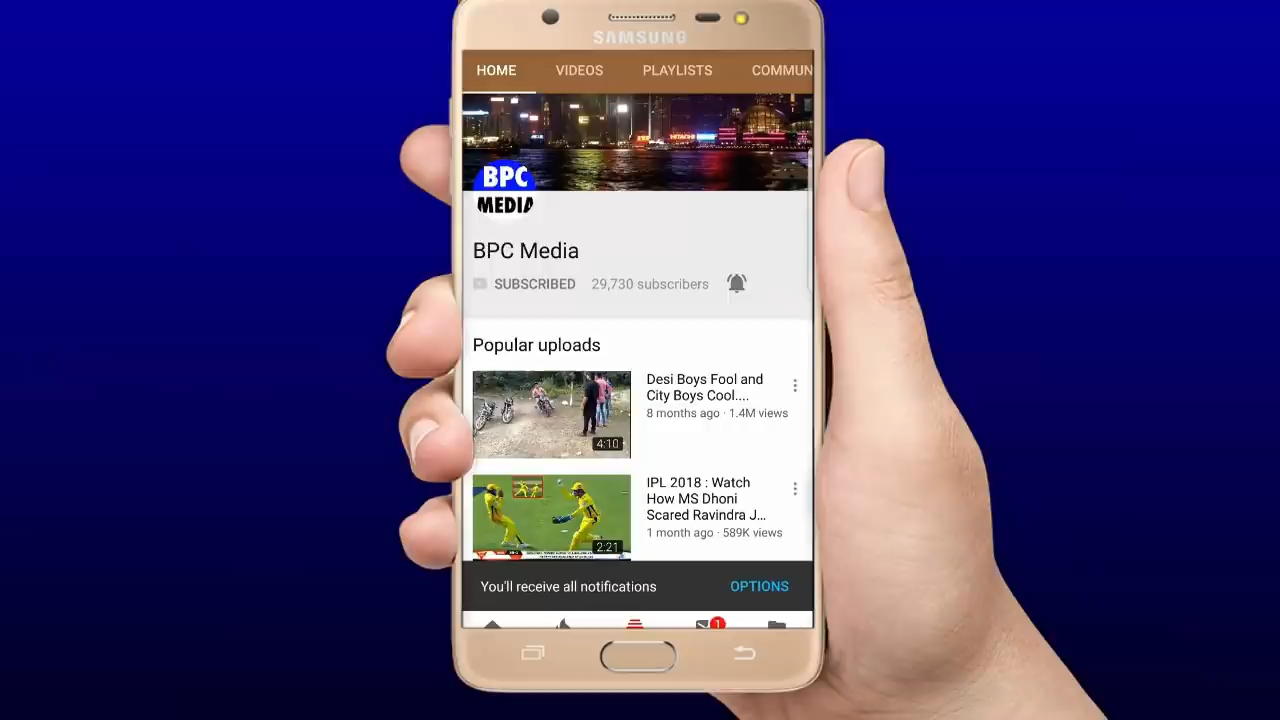 SAMSUNG
HOME VIDEOS PLAYLISTS COMMUN
HITACHI
BPC
MEDIA
BPC Media
SUBSCRIBED 29,730 subscribers
Popular uploads
Desi Boys Fool and
City Boys Cool....
8 months ago · 1.4M views
4:10
IPL 2018 : Watch
How MS Dhoni
Scared Ravindra J...
1 month ago · 589K views
2:21
You'll receive all notifications OPTIONS
1